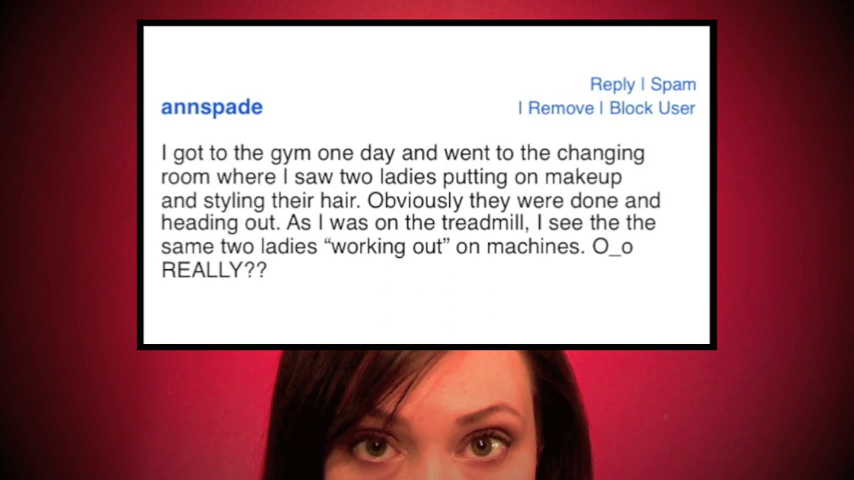 Reply | Spam
annspade
| Remove | Block User
I got to the gym one day and went to the changing
room where I saw two ladies putting on makeup
and styling their hair. Obviously they were done and
heading out. As I was on the treadmill, I see the the
same two ladies “working out” on machines. O_o
REALLY??